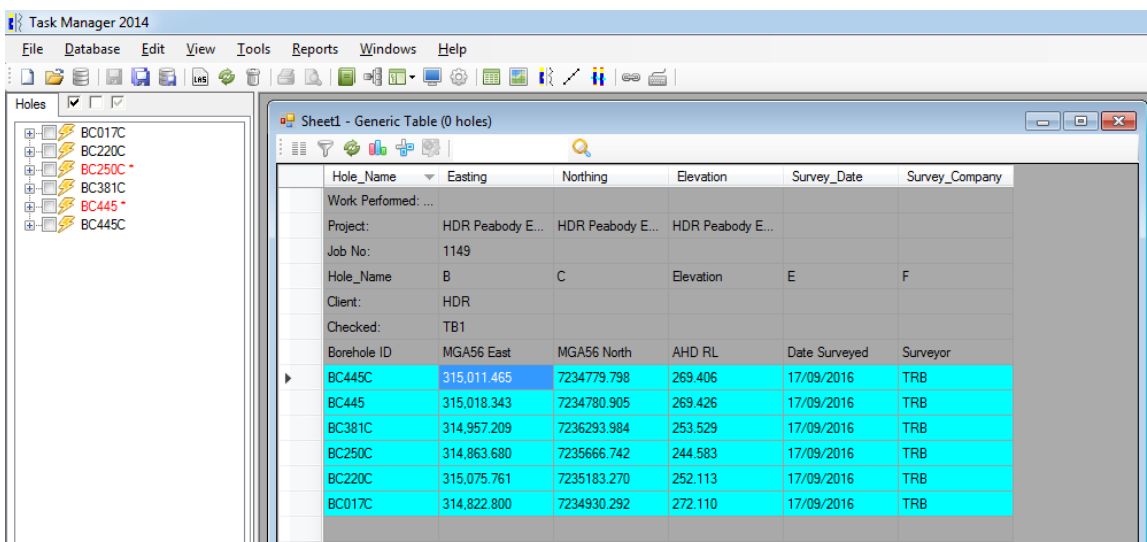 Task Manager 2014
File Database Edit View Tools Reports Windows Help
LAS
Holes
BC017C
BC220C
BC250C *
BC381C
BC445 *
BC445C
Sheet1 - Generic Table (0 holes)
Hole_Name Easting Northing Elevation Survey_Date Survey_Company
Work Performed: ...
Project: HDR Peabody E... HDR Peabody E... HDR Peabody E...
Job No: 1149
Hole_Name B C Elevation E F
Client: HDR
Checked: TB1
Borehole ID MGA56 East MGA56 North AHD RL Date Surveyed Surveyor
BC445C 315,011.465 7234779.798 269.406 17/09/2016 TRB
BC445 315,018.343 7234780.905 269.426 17/09/2016 TRB
BC381C 314,957.209 7236293.984 253.529 17/09/2016 TRB
BC250C 314,863.680 7235666.742 244.583 17/09/2016 TRB
BC220C 315,075.761 7235183.270 252.113 17/09/2016 TRB
BC017C 314,822.800 7234930.292 272.110 17/09/2016 TRB